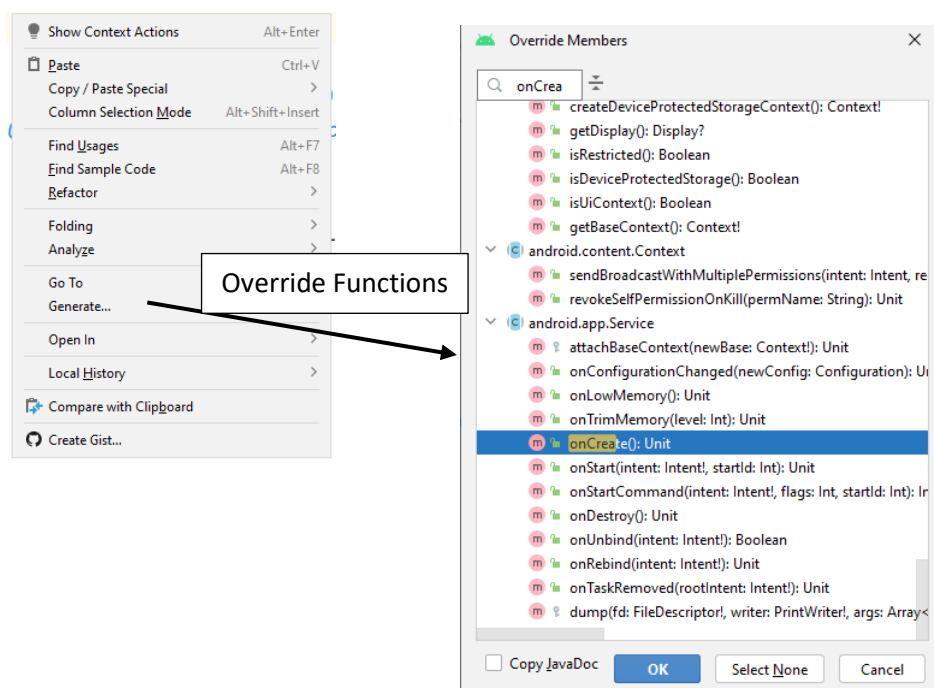 Show Context Actions Alt+Enter
Paste Ctrl+V
Copy / Paste Special
Column Selection Mode Alt+Shift+Insert
Find Usages Alt+F7
Find Sample Code Alt+F8
Refactor
Folding
Analyze
Go To
Generate...
Open In
Local History
Compare with Clipboard
Create Gist...
Override Functions
Override Members
onCrea
createDeviceProtectedStorageContext(): Context!
getDisplay(): Display?
isRestricted(): Boolean
isDeviceProtectedStorage(): Boolean
isUiContext(): Boolean
getBaseContext(): Context!
android.content.Context
sendBroadcastWithMultiplePermissions(intent: Intent, re
revokeSelfPermissionOnKill(permName: String): Unit
android.app.Service
attachBaseContext(newBase: Context!): Unit
onConfigurationChanged(newConfig: Configuration): U
onLowMemory(): Unit
onTrimMemory(level: Int): Unit
onCreate(): Unit
onStart(intent: Intent!, startId: Int): Unit
onStartCommand(intent: Intent!, flags: Int, startId: Int): In
onDestroy(): Unit
onUnbind(intent: Intent!): Boolean
onRebind(intent: Intent!): Unit
onTaskRemoved(rootIntent: Intent!): Unit
dump(fd: FileDescriptor!, writer: PrintWriter!, args: Array<
Copy JavaDoc
OK
Select None
Cancel